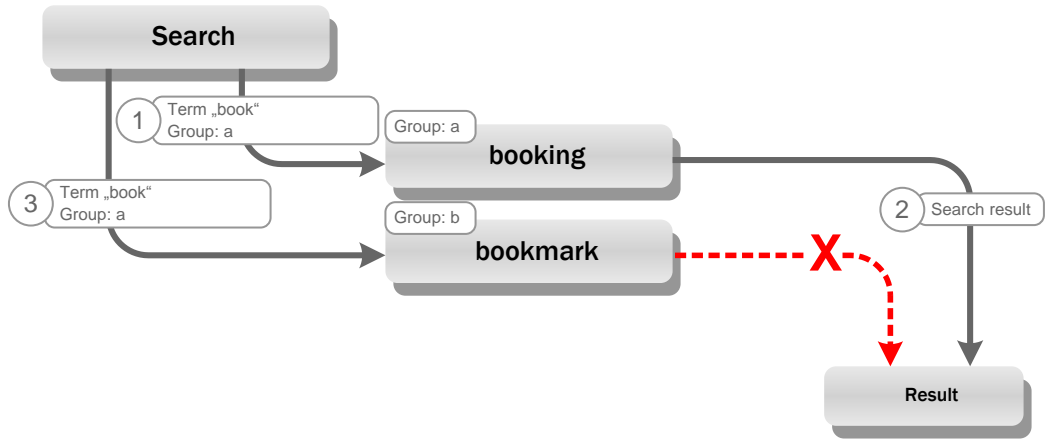 Search
1
Term „book“
Group: a
Group: a
booking
3
Term „book“
Group: a
2
Search result
Group: b
bookmark
X
Result